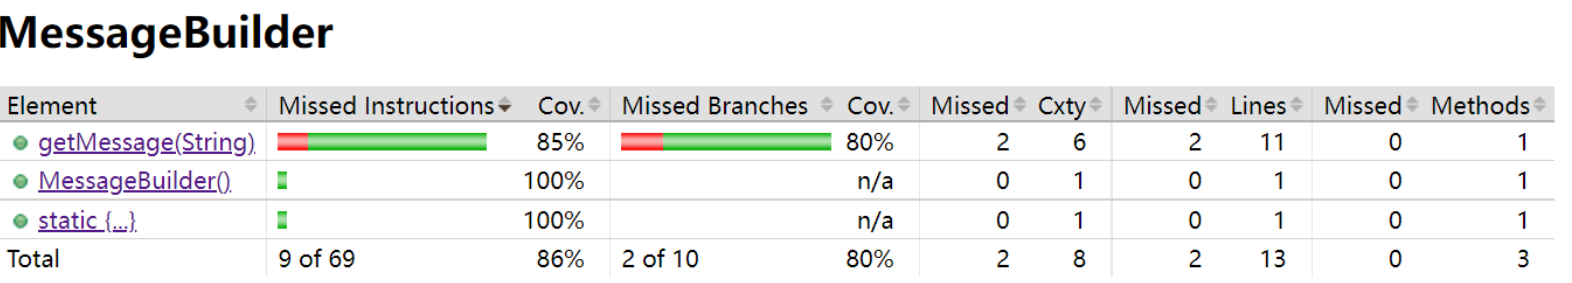 MessageBuilder
Element Missed Instructions Cov. Missed Branches Cov. Missed Cxty Missed Lines Missed Methods
getMessage(String) 85% 80% 2 6 2 11 0 1
MessageBuilder() 100% n/a 0 1 0 1 0 1
static {...} 100% n/a 0 1 0 1 0 1
Total 9 of 69 86% 2 of 10 80% 2 8 2 13 0 3